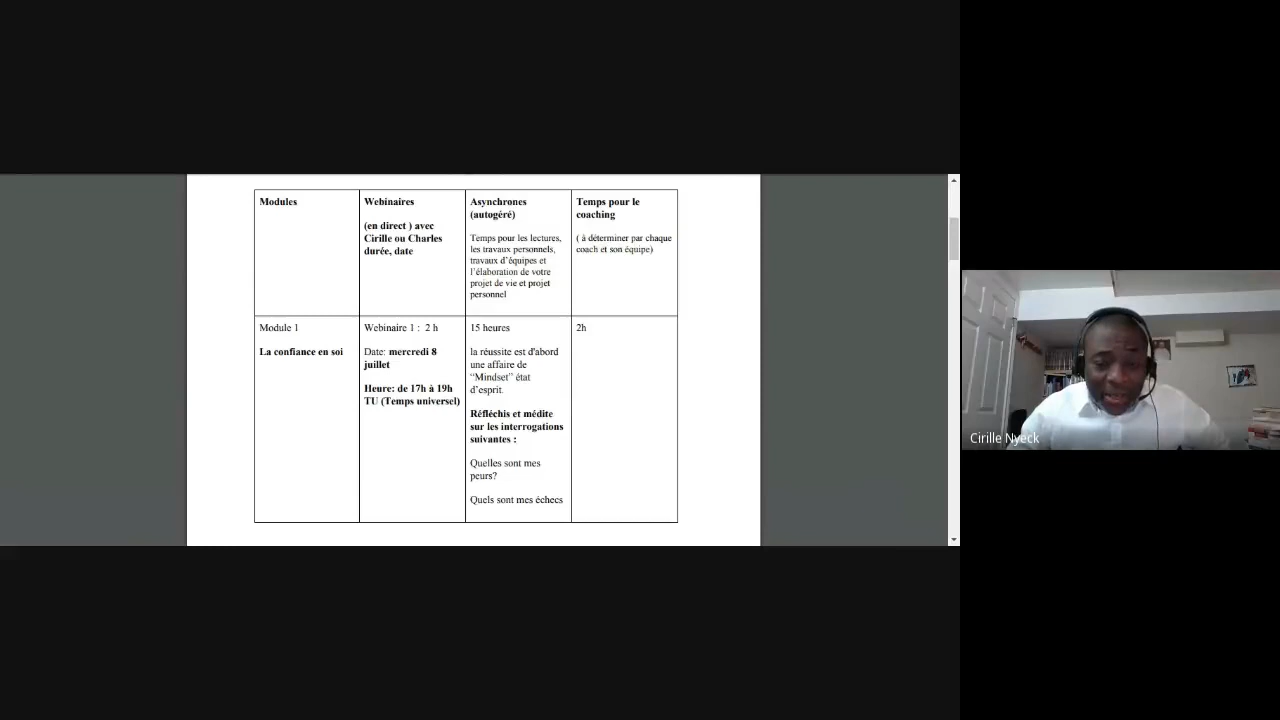 Modules
Webinaires
(en direct ) avec
Cirille ou Charles
durée, date
Asynchrones
(autogéré)
Temps pour les lectures,
les travaux personnels,
travaux d'équipes et
l'élaboration de votre
projet de vie et projet
personnel
Temps pour le
coaching
( à déterminer par chaque
coach et son équipe)
Module 1
La confiance en soi
Webinaire 1 : 2 h
Date: mercredi 8
juillet
Heure: de 17h à 19h
TU (Temps universel)
15 heures
la réussite est d'abord
une affaire de
“Mindset” état
d'esprit.
Réfléchis et médite
sur les interrogations
suivantes :
Quelles sont mes
peurs?
Quels sont mes échecs
2h
Cirille Nyeck